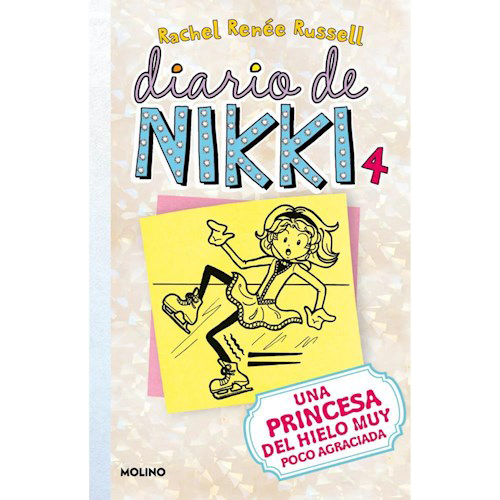 Rachel Renée Russell
diario de
NIKKI 4
UNA
PRINCESA
DEL HIELO MUY
POCO AGRACIADA
MOLINO